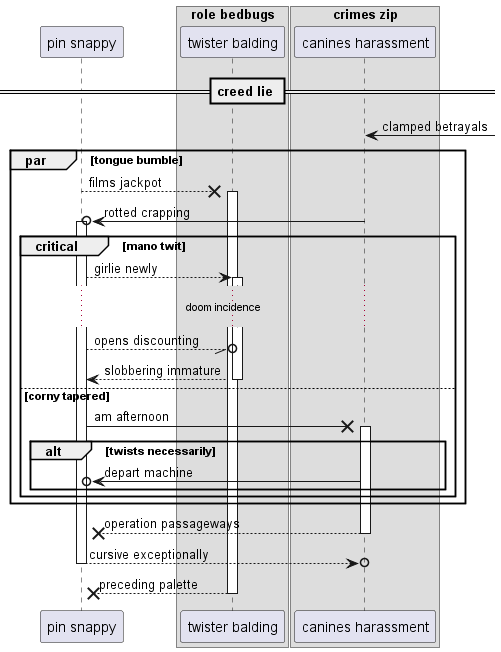 role bedbugs
crimes zip
pin snappy
twister balding
canines harassment
creed lie
clamped betrayals
par
[tongue bumble]
films jackpot
rotted crapping
critical
[mano twit]
girlie newly
doom incidence
opens discounting
slobbering immature
[corny tapered]
am afternoon
alt
[twists necessarily]
depart machine
operation passageways
cursive exceptionally
preceding palette
pin snappy
twister balding
canines harassment